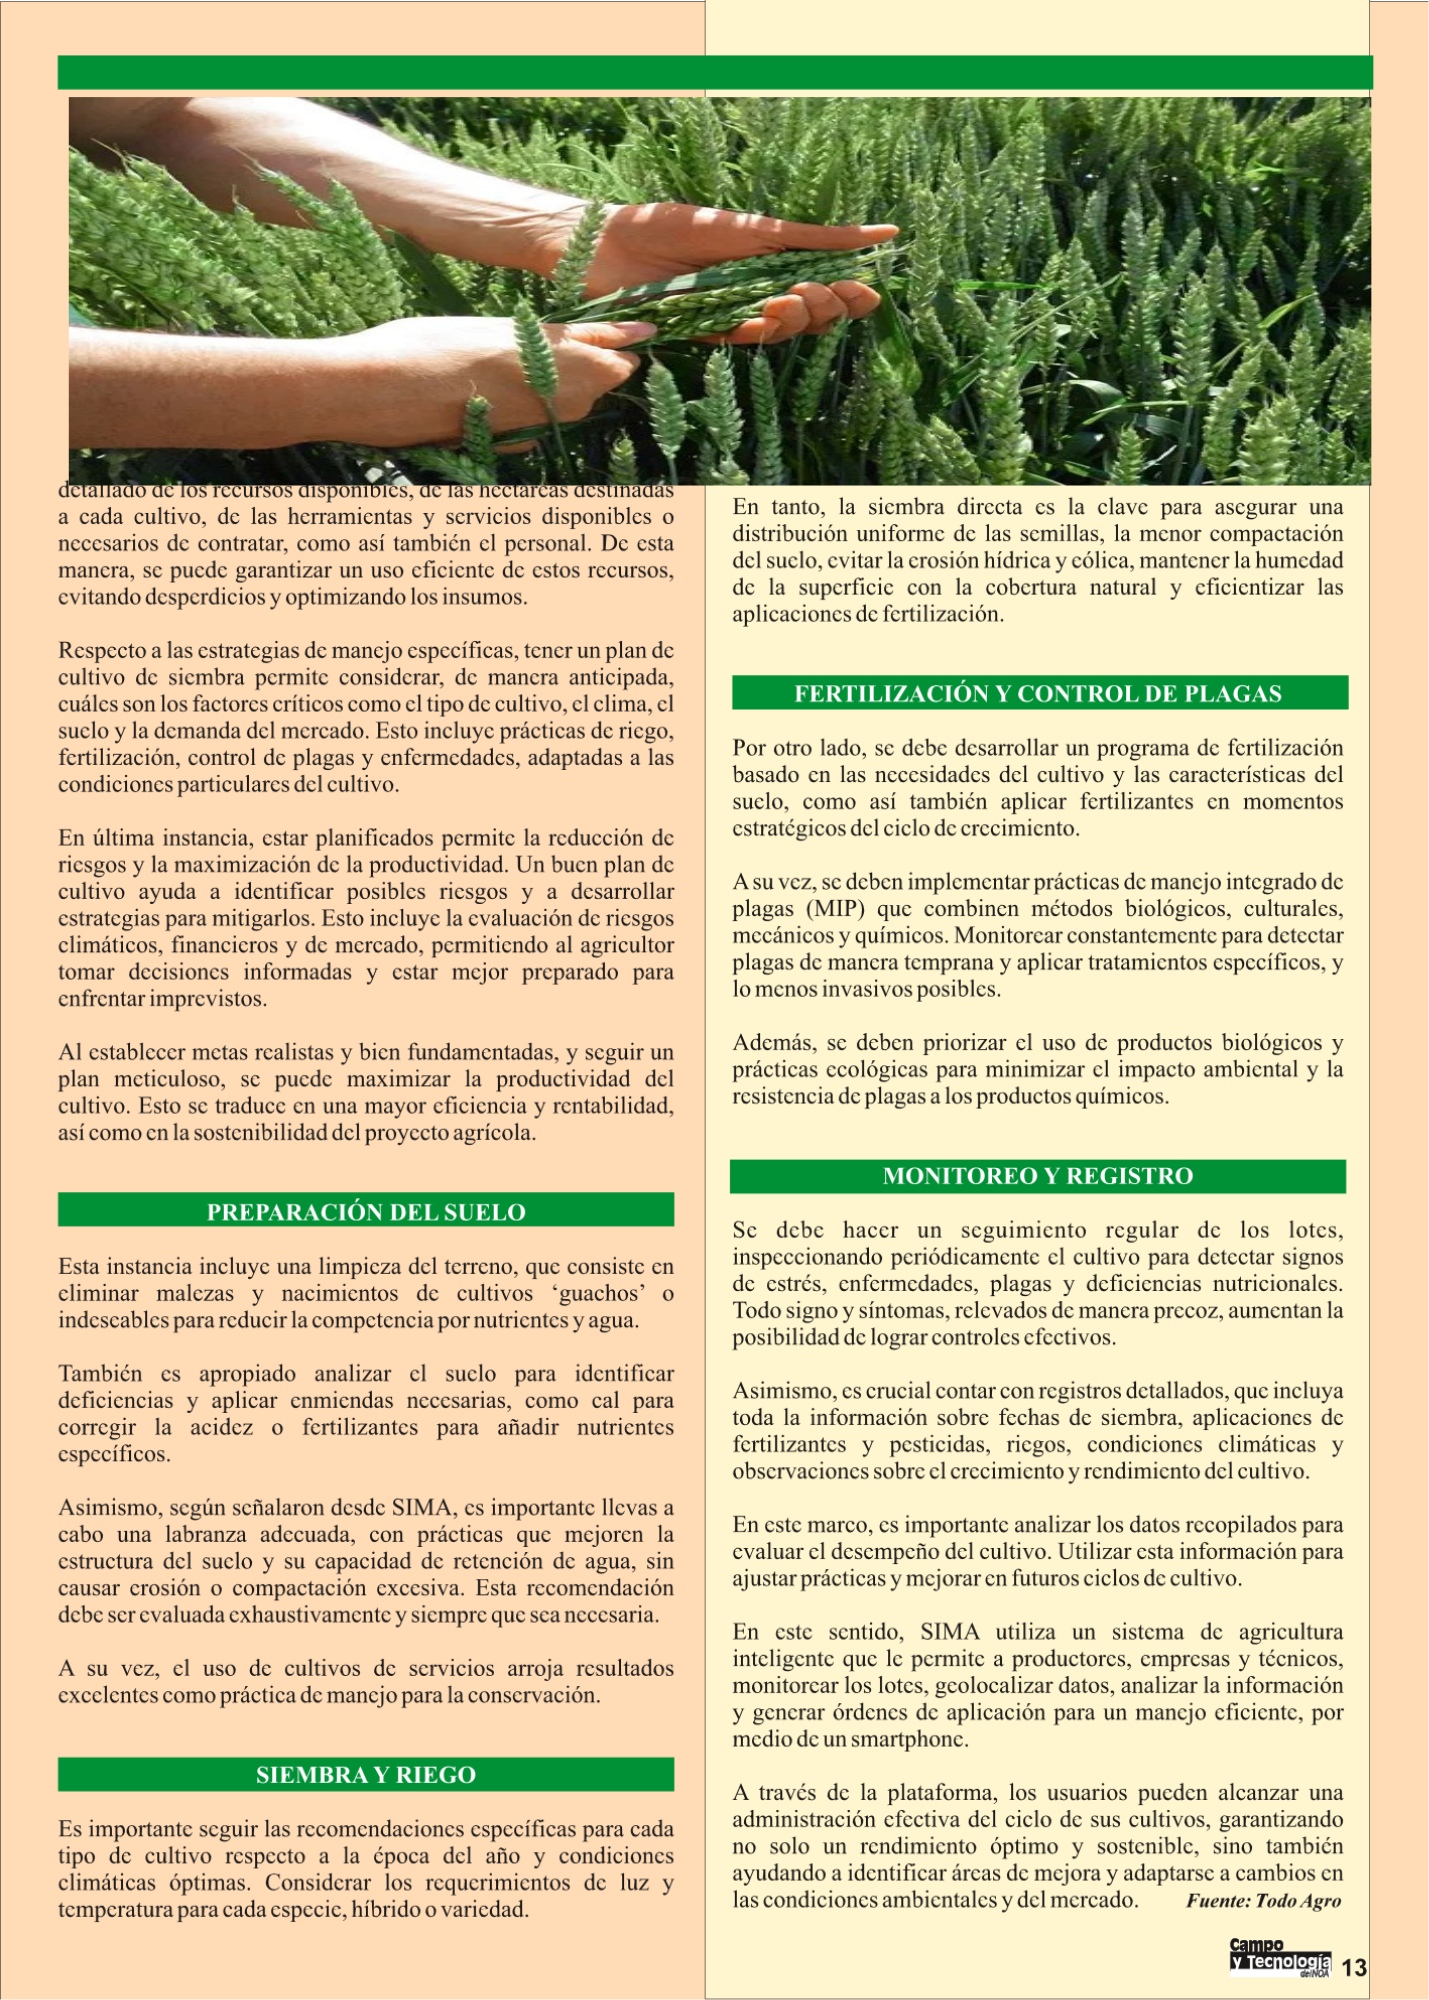 detallado de los recursos disponibles, de las hectáreas destinadas
a cada cultivo, de las herramientas y servicios disponibles o
necesarios de contratar, como así también el personal. De esta
manera, se puede garantizar un uso eficiente de estos recursos,
evitando desperdicios y optimizando los insumos.
Respecto a las estrategias de manejo específicas, tener un plan de
cultivo de siembra permite considerar, de manera anticipada,
cuáles son los factores críticos como el tipo de cultivo, el clima, el
suelo y la demanda del mercado. Esto incluye prácticas de riego,
fertilización, control de plagas y enfermedades, adaptadas a las
condiciones particulares del cultivo.
En última instancia, estar planificados permite la reducción de
riesgos y la maximización de la productividad. Un buen plan de
cultivo ayuda a identificar posibles riesgos y a desarrollar
estrategias para mitigarlos. Esto incluye la evaluación de riesgos
climáticos, financieros y de mercado, permitiendo al agricultor
tomar decisiones informadas y estar mejor preparado para
enfrentar imprevistos.
Al establecer metas realistas y bien fundamentadas, y seguir un
plan meticuloso, se puede maximizar la productividad del
cultivo. Esto se traduce en una mayor eficiencia y rentabilidad,
así como en la sostenibilidad del proyecto agrícola.
PREPARACIÓN DEL SUELO
Esta instancia incluye una limpieza del terreno, que consiste en
eliminar malezas y nacimientos de cultivos ‘guachos’ o
indeseables para reducir la competencia por nutrientes y agua.
También es apropiado analizar el suelo para identificar
deficiencias y aplicar enmiendas necesarias, como cal para
corregir la acidez o fertilizantes para añadir nutrientes
específicos.
Asimismo, según señalaron desde SIMA, es importante llevas a
cabo una labranza adecuada, con prácticas que mejoren la
estructura del suelo y su capacidad de retención de agua, sin
causar erosión o compactación excesiva. Esta recomendación
debe ser evaluada exhaustivamente y siempre que sea necesaria.
A su vez, el uso de cultivos de servicios arroja resultados
excelentes como práctica de manejo para la conservación.
SIEMBRA Y RIEGO
Es importante seguir las recomendaciones específicas para cada
tipo de cultivo respecto a la época del año y condiciones
climáticas óptimas. Considerar los requerimientos de luz y
temperatura para cada especie, híbrido o variedad.
En tanto, la siembra directa es la clave para asegurar una
distribución uniforme de las semillas, la menor compactación
del suelo, evitar la erosión hídrica y eólica, mantener la humedad
de la superficie con la cobertura natural y eficientizar las
aplicaciones de fertilización.
FERTILIZACIÓN Y CONTROL DE PLAGAS
Por otro lado, se debe desarrollar un programa de fertilización
basado en las necesidades del cultivo y las características del
suelo, como así también aplicar fertilizantes en momentos
estratégicos del ciclo de crecimiento.
A su vez, se deben implementar prácticas de manejo integrado de
plagas (MIP) que combinen métodos biológicos, culturales,
mecánicos y químicos. Monitorear constantemente para detectar
plagas de manera temprana y aplicar tratamientos específicos, y
lo menos invasivos posibles.
Además, se deben priorizar el uso de productos biológicos y
prácticas ecológicas para minimizar el impacto ambiental y la
resistencia de plagas a los productos químicos.
MONITOREO Y REGISTRO
Se debe hacer un seguimiento regular de los lotes,
inspeccionando periódicamente el cultivo para detectar signos
de estrés, enfermedades, plagas y deficiencias nutricionales.
Todo signo y síntomas, relevados de manera precoz, aumentan la
posibilidad de lograr controles efectivos.
Asimismo, es crucial contar con registros detallados, que incluya
toda la información sobre fechas de siembra, aplicaciones de
fertilizantes y pesticidas, riegos, condiciones climáticas y
observaciones sobre el crecimiento y rendimiento del cultivo.
En este marco, es importante analizar los datos recopilados para
evaluar el desempeño del cultivo. Utilizar esta información para
ajustar prácticas y mejorar en futuros ciclos de cultivo.
En este sentido, SIMA utiliza un sistema de agricultura
inteligente que le permite a productores, empresas y técnicos,
monitorear los lotes, geolocalizar datos, analizar la información
y generar órdenes de aplicación para un manejo eficiente, por
medio de un smartphone.
A través de la plataforma, los usuarios pueden alcanzar una
administración efectiva del ciclo de sus cultivos, garantizando
no solo un rendimiento óptimo y sostenible, sino también
ayudando a identificar áreas de mejora y adaptarse a cambios en
las condiciones ambientales y del mercado. Fuente: Todo Agro
Campo
y Tecnología
del NOA
13